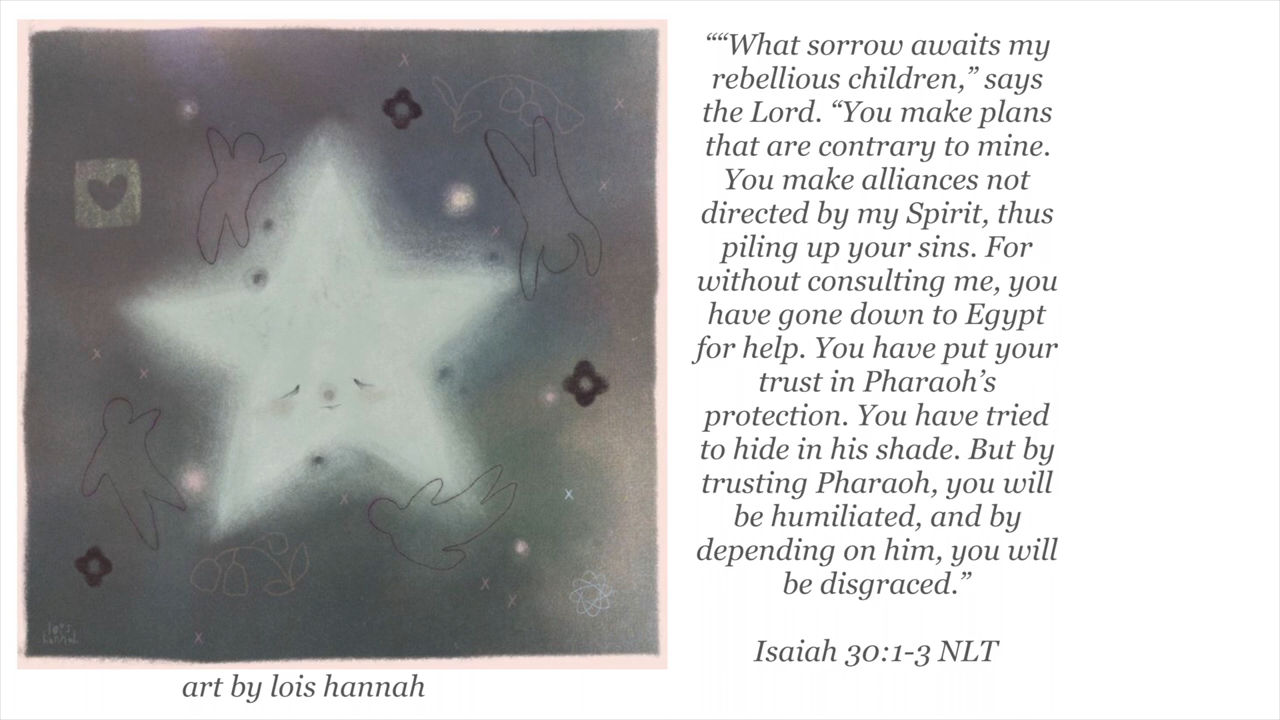 ““What sorrow awaits my
rebellious children,” says
the Lord. “You make plans
that are contrary to mine.
You make alliances not
directed by my Spirit, thus
piling up your sins. For
without consulting me, you
have gone down to Egypt
for help. You have put your
trust in Pharaoh’s
protection. You have tried
to hide in his shade. But by
trusting Pharaoh, you will
be humiliated, and by
depending on him, you will
be disgraced.”
Isaiah 30:1-3 NLT
lois
hannah
art by lois hannah